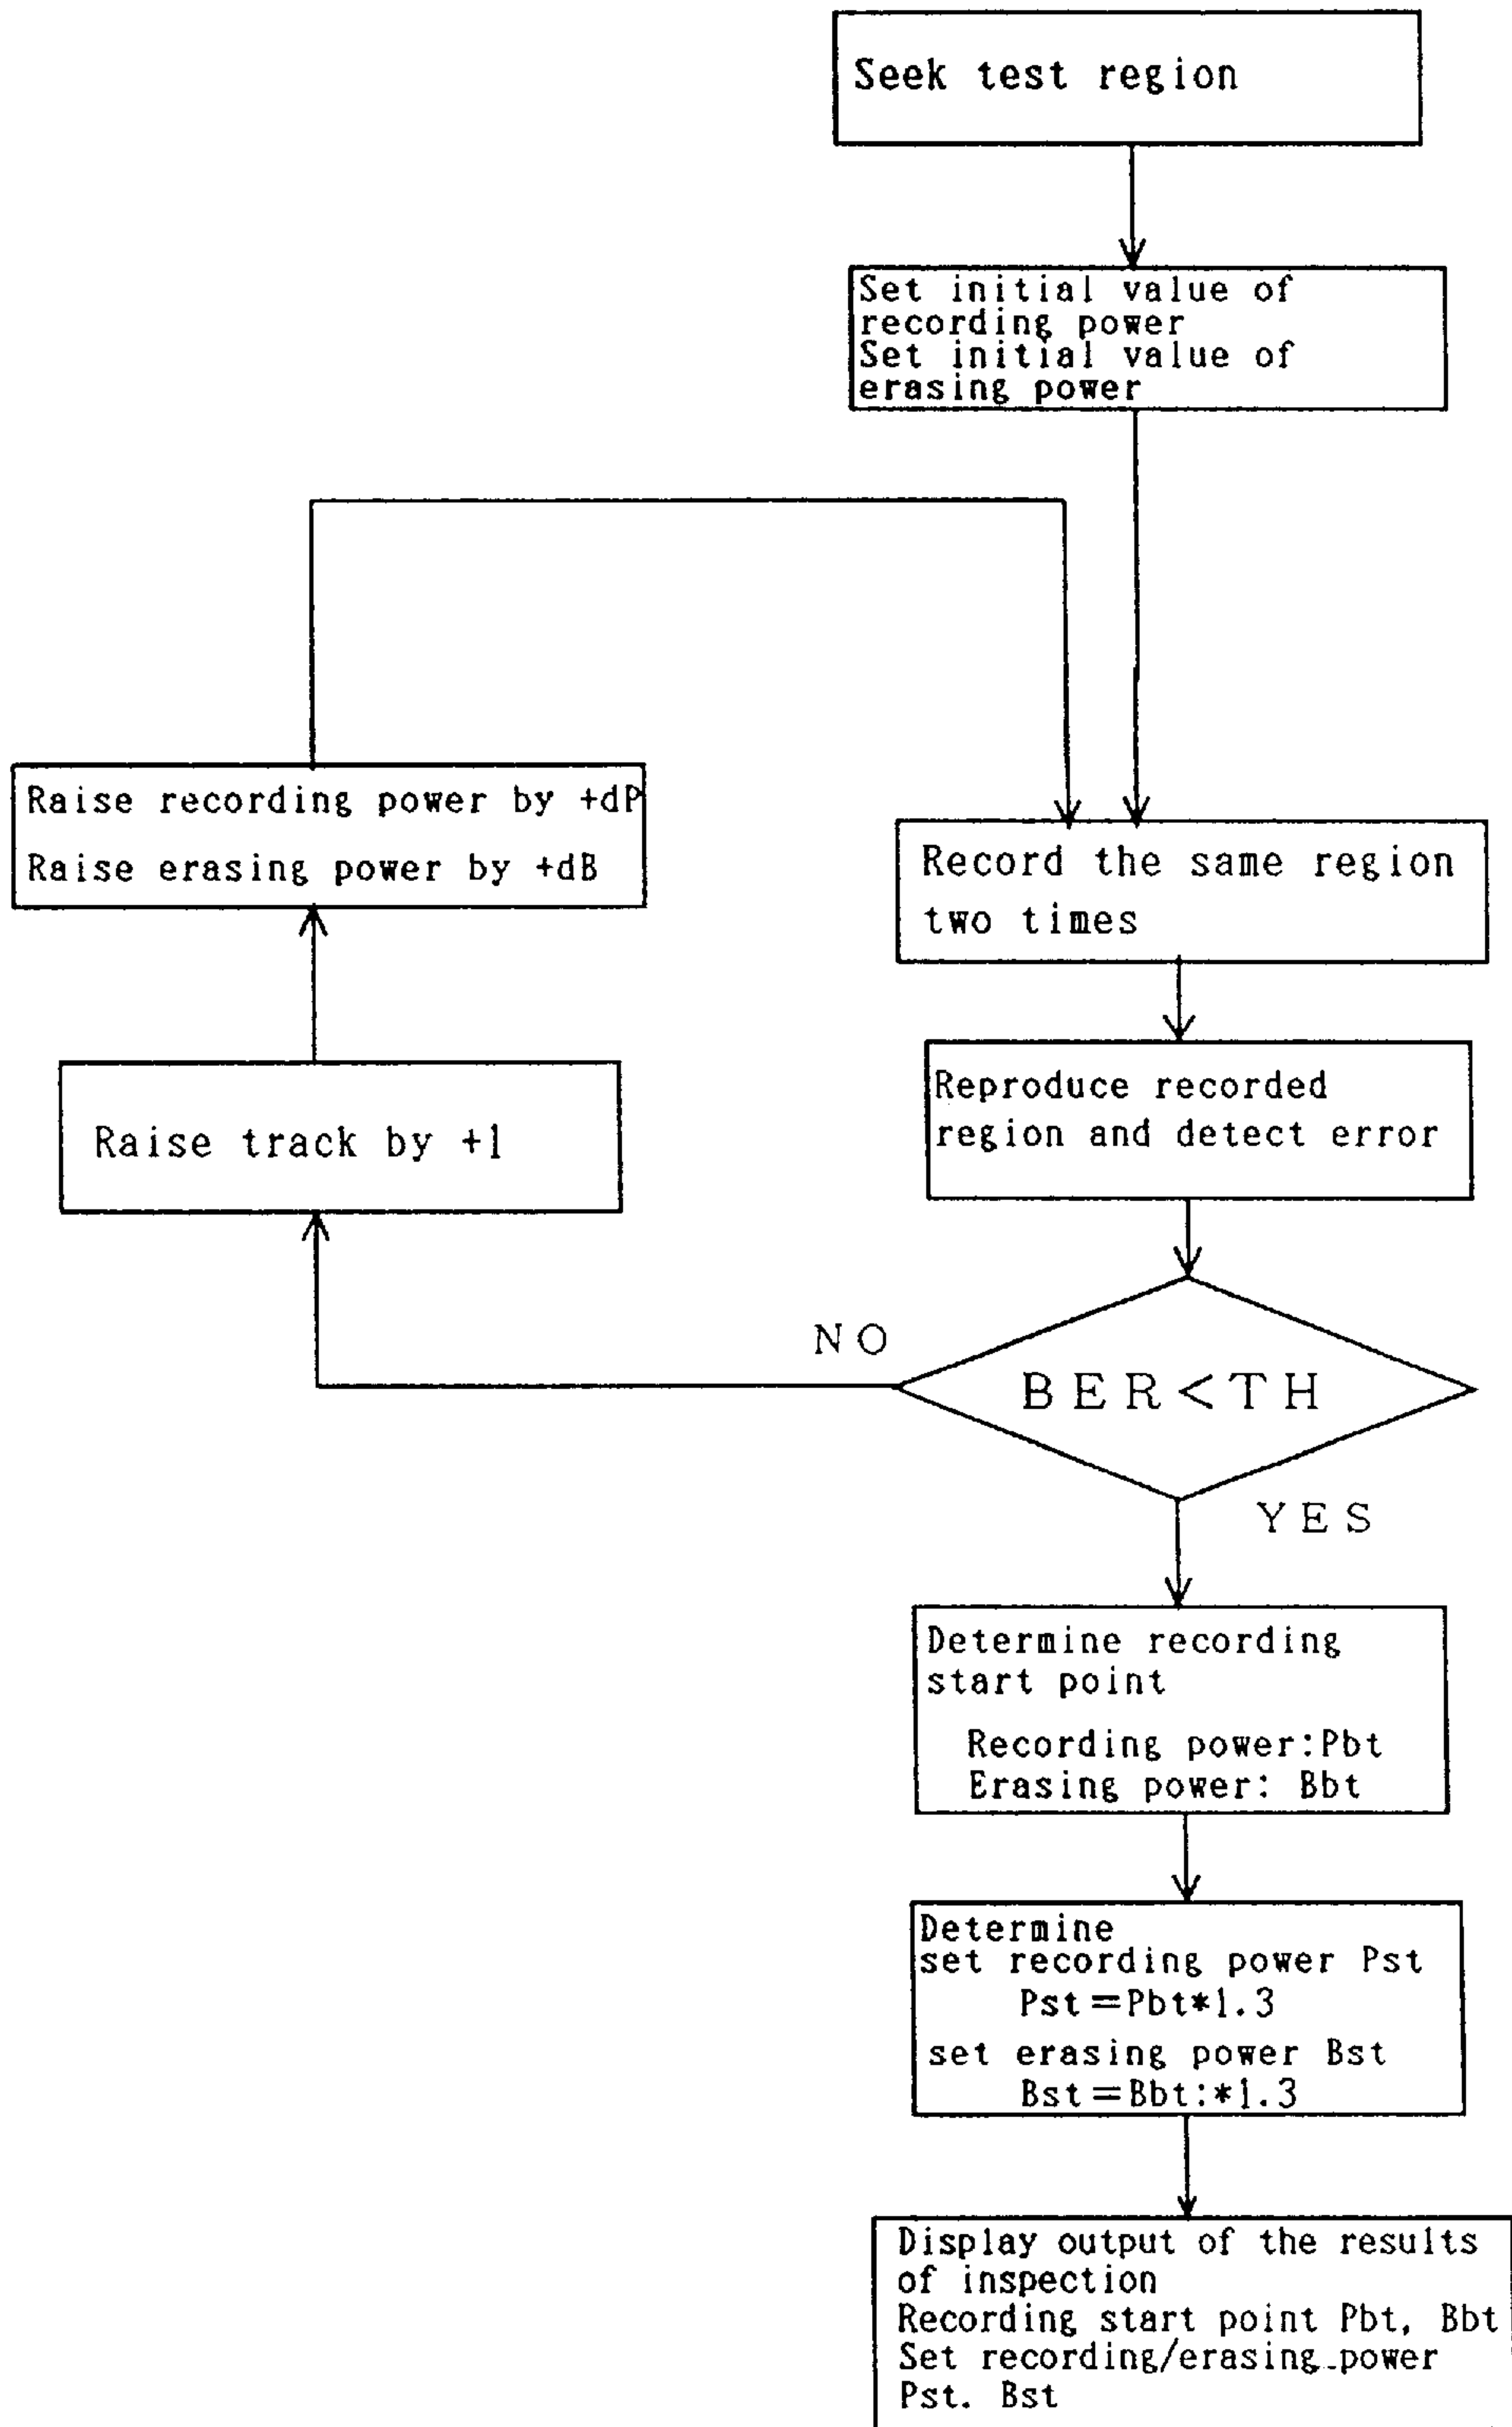 Seek test region
Set initial value of
recording power
Set initial value of
erasing power
Raise recording power by +dP
Raise erasing power by +dB
Record the same region
two times
Raise track by +1
Reproduce recorded
region and detect error
NO
BER<TH
YES
Determine recording
start point
Recording power:Pbt
Erasing power: Bbt
Determine
set recording power Pst
Pst=Pbt*1.3
set erasing power Bst
Bst=Bbt:*1.3
Display output of the results
of inspection
Recording start point Pbt, Bbt
Set recording/erasing power
Pst. Bst